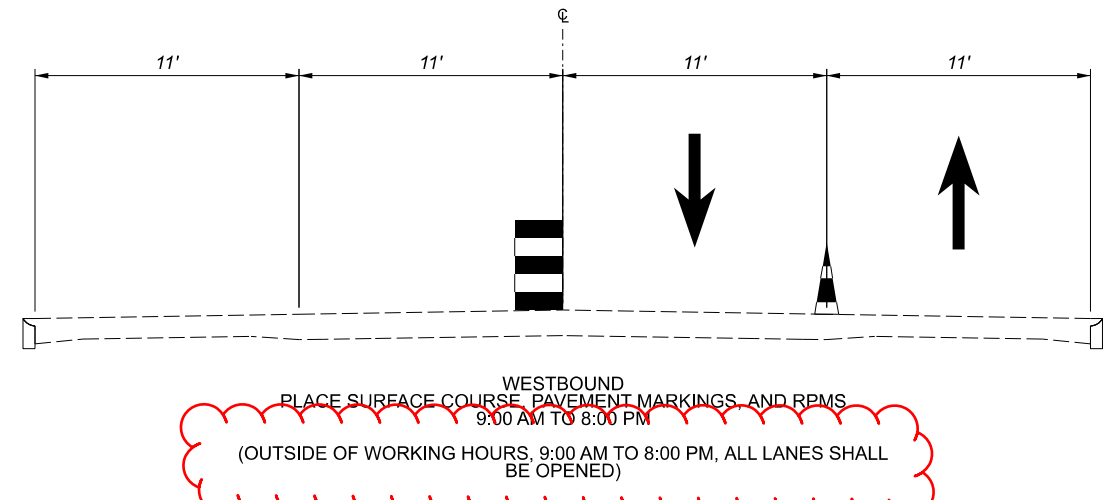 ℄
11' 11' 11' 11'
WESTBOUND
PLACE SURFACE COURSE, PAVEMENT MARKINGS, AND RPMS
9:00 AM TO 8:00 PM
(OUTSIDE OF WORKING HOURS, 9:00 AM TO 8:00 PM, ALL LANES SHALL
BE OPENED)